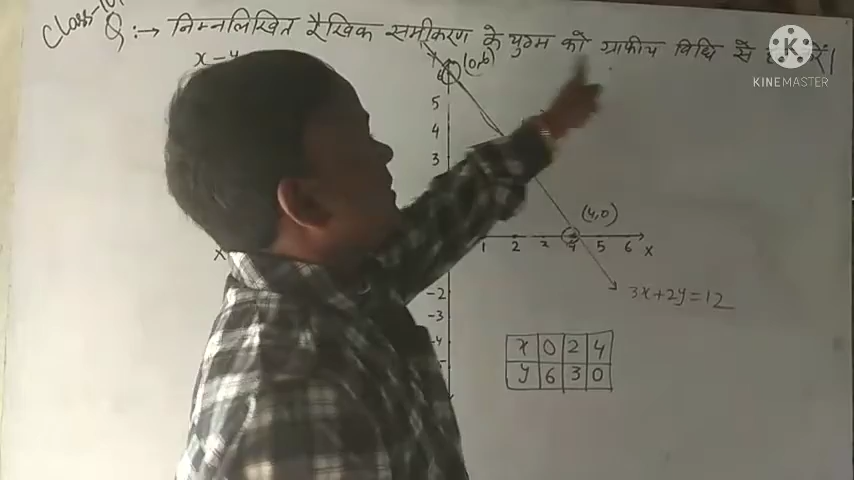 Class-10
Q:→ निम्नलिखित रैखिक समीकरण के युग्म को ग्राफीय विधि से करें।
KINEMASTER
x-y
(0,6)
5
4
3
(4,0)
x 1 2 3 4 5 6 x
-2
-3
-4
3x+2y=12
x 0 2 4
y 6 3 0